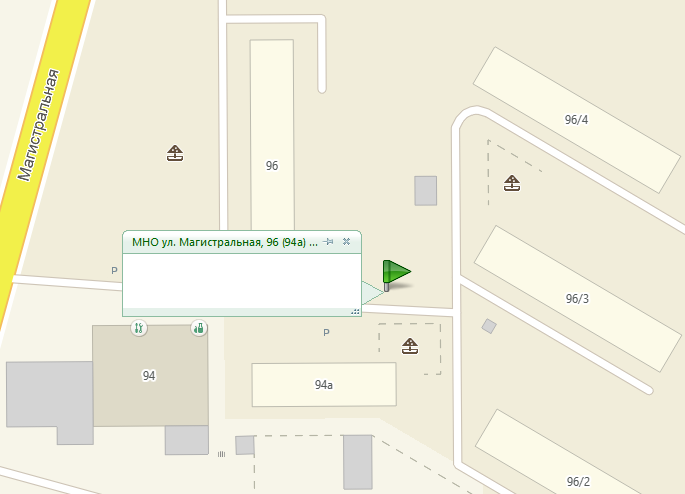 Магистральная
96
96/4
МНО ул. Магистральная, 96 (94а) ...
P
96/3
P
94
94а
96/2